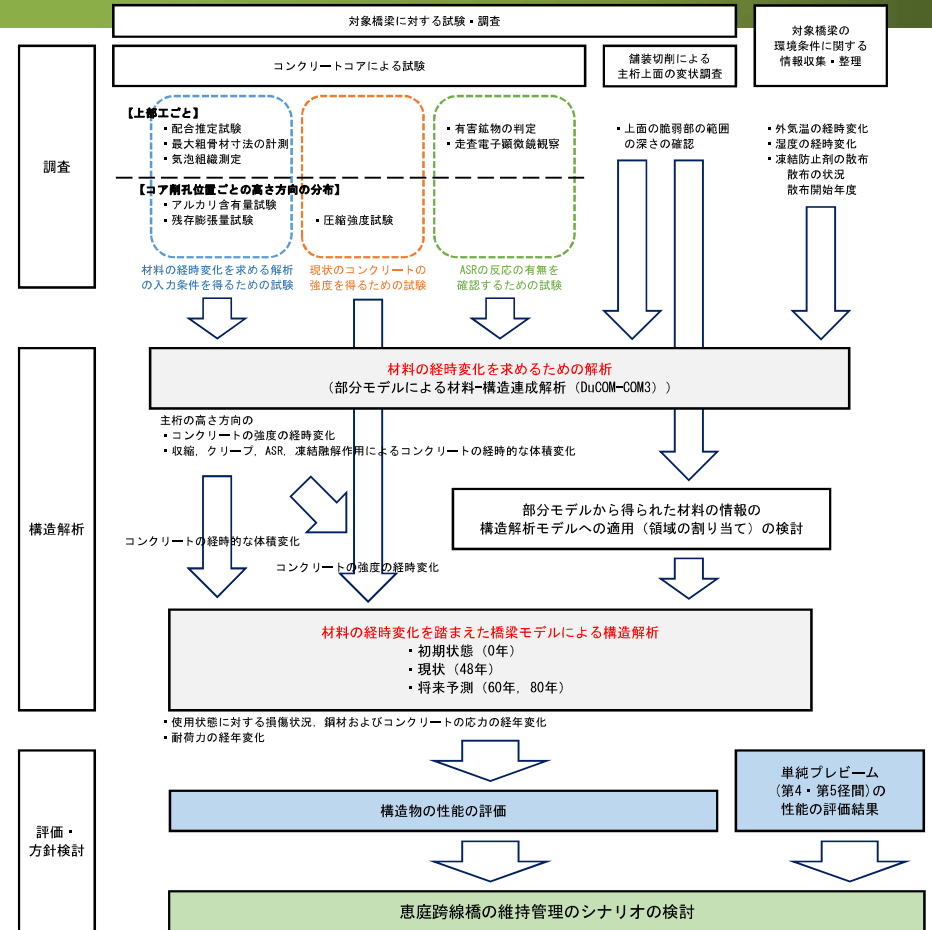 対象橋梁に対する試験・調査
対象橋梁の
環境条件に関する
情報収集・整理
コンクリートコアによる試験
舗装切削による
主桁上面の変状調査
調査
【上部工ごと】
▪配合推定試験
▪最大粗骨材寸法の計測
▪気泡組織測定
▪有害鉱物の判定
▪走査電子顕微鏡観察
▪上面の脆弱部の範囲
の深さの確認
▪外気温の経時変化
▪湿度の経時変化
▪凍結防止剤の散布
散布の状況
散布開始年度
【コア削孔位置ごとの高さ方向の分布】
▪アルカリ含有量試験
▪残存膨張量試験
▪圧縮強度試験
材料の経時変化を求める解析
の入力条件を得るための試験
現状のコンクリートの
強度を得るための試験
ASRの反応の有無を
確認するための試験
構造解析
材料の経時変化を求めるための解析
(部分モデルによる材料-構造連成解析(DuCOM-COM3))
主桁の高さ方向の
▪コンクリートの強度の経時変化
▪収縮，クリープ，ASR，凍結融解作用によるコンクリートの経時的な体積変化
部分モデルから得られた材料の情報の
構造解析モデルへの適用(領域の割り当て)の検討
コンクリートの経時的な体積変化
コンクリートの強度の経時変化
材料の経時変化を踏まえた橋梁モデルによる構造解析
・初期状態(0年)
・現状(48年)
・将来予測(60年，80年)
▪使用状態に対する損傷状況，鋼材およびコンクリートの応力の経年変化
▪耐荷力の経年変化
評価・
方針検討
構造物の性能の評価
単純プレビーム
(第4・第5径間)の
性能の評価結果
恵庭跨線橋の維持管理のシナリオの検討